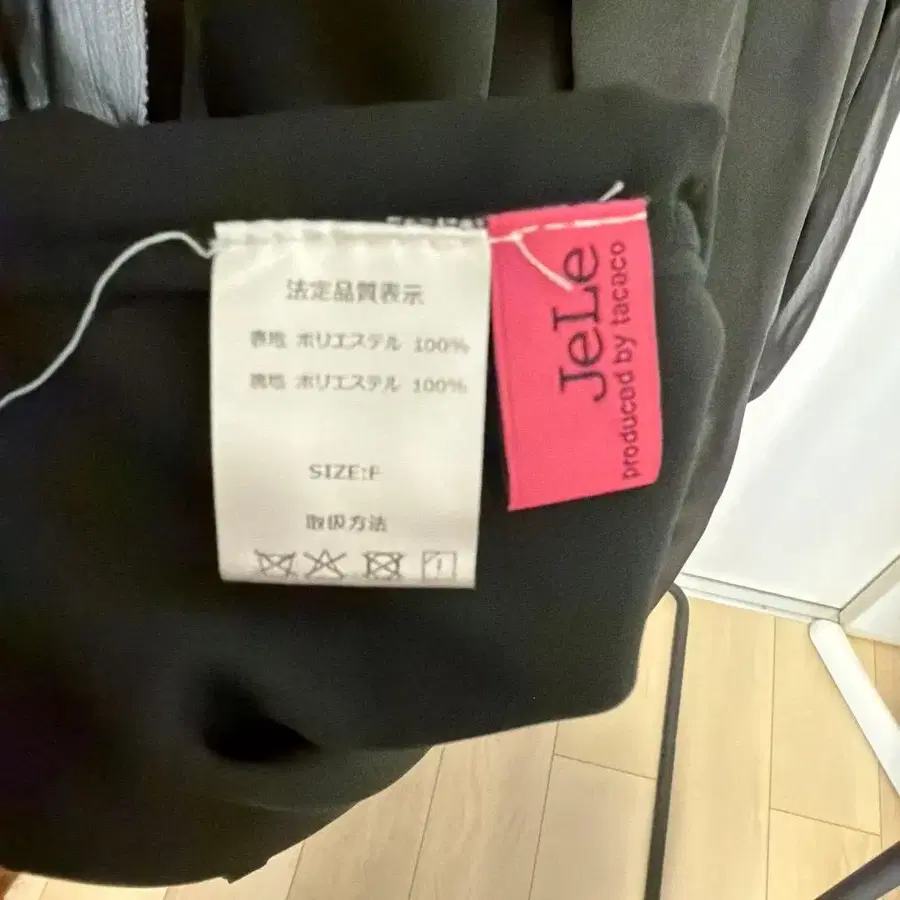 法定品質表示
表地 ポリエステル 100%
裏地 ポリエステル 100%
SIZE:F
取扱方法
JeLe
produced by tacaco